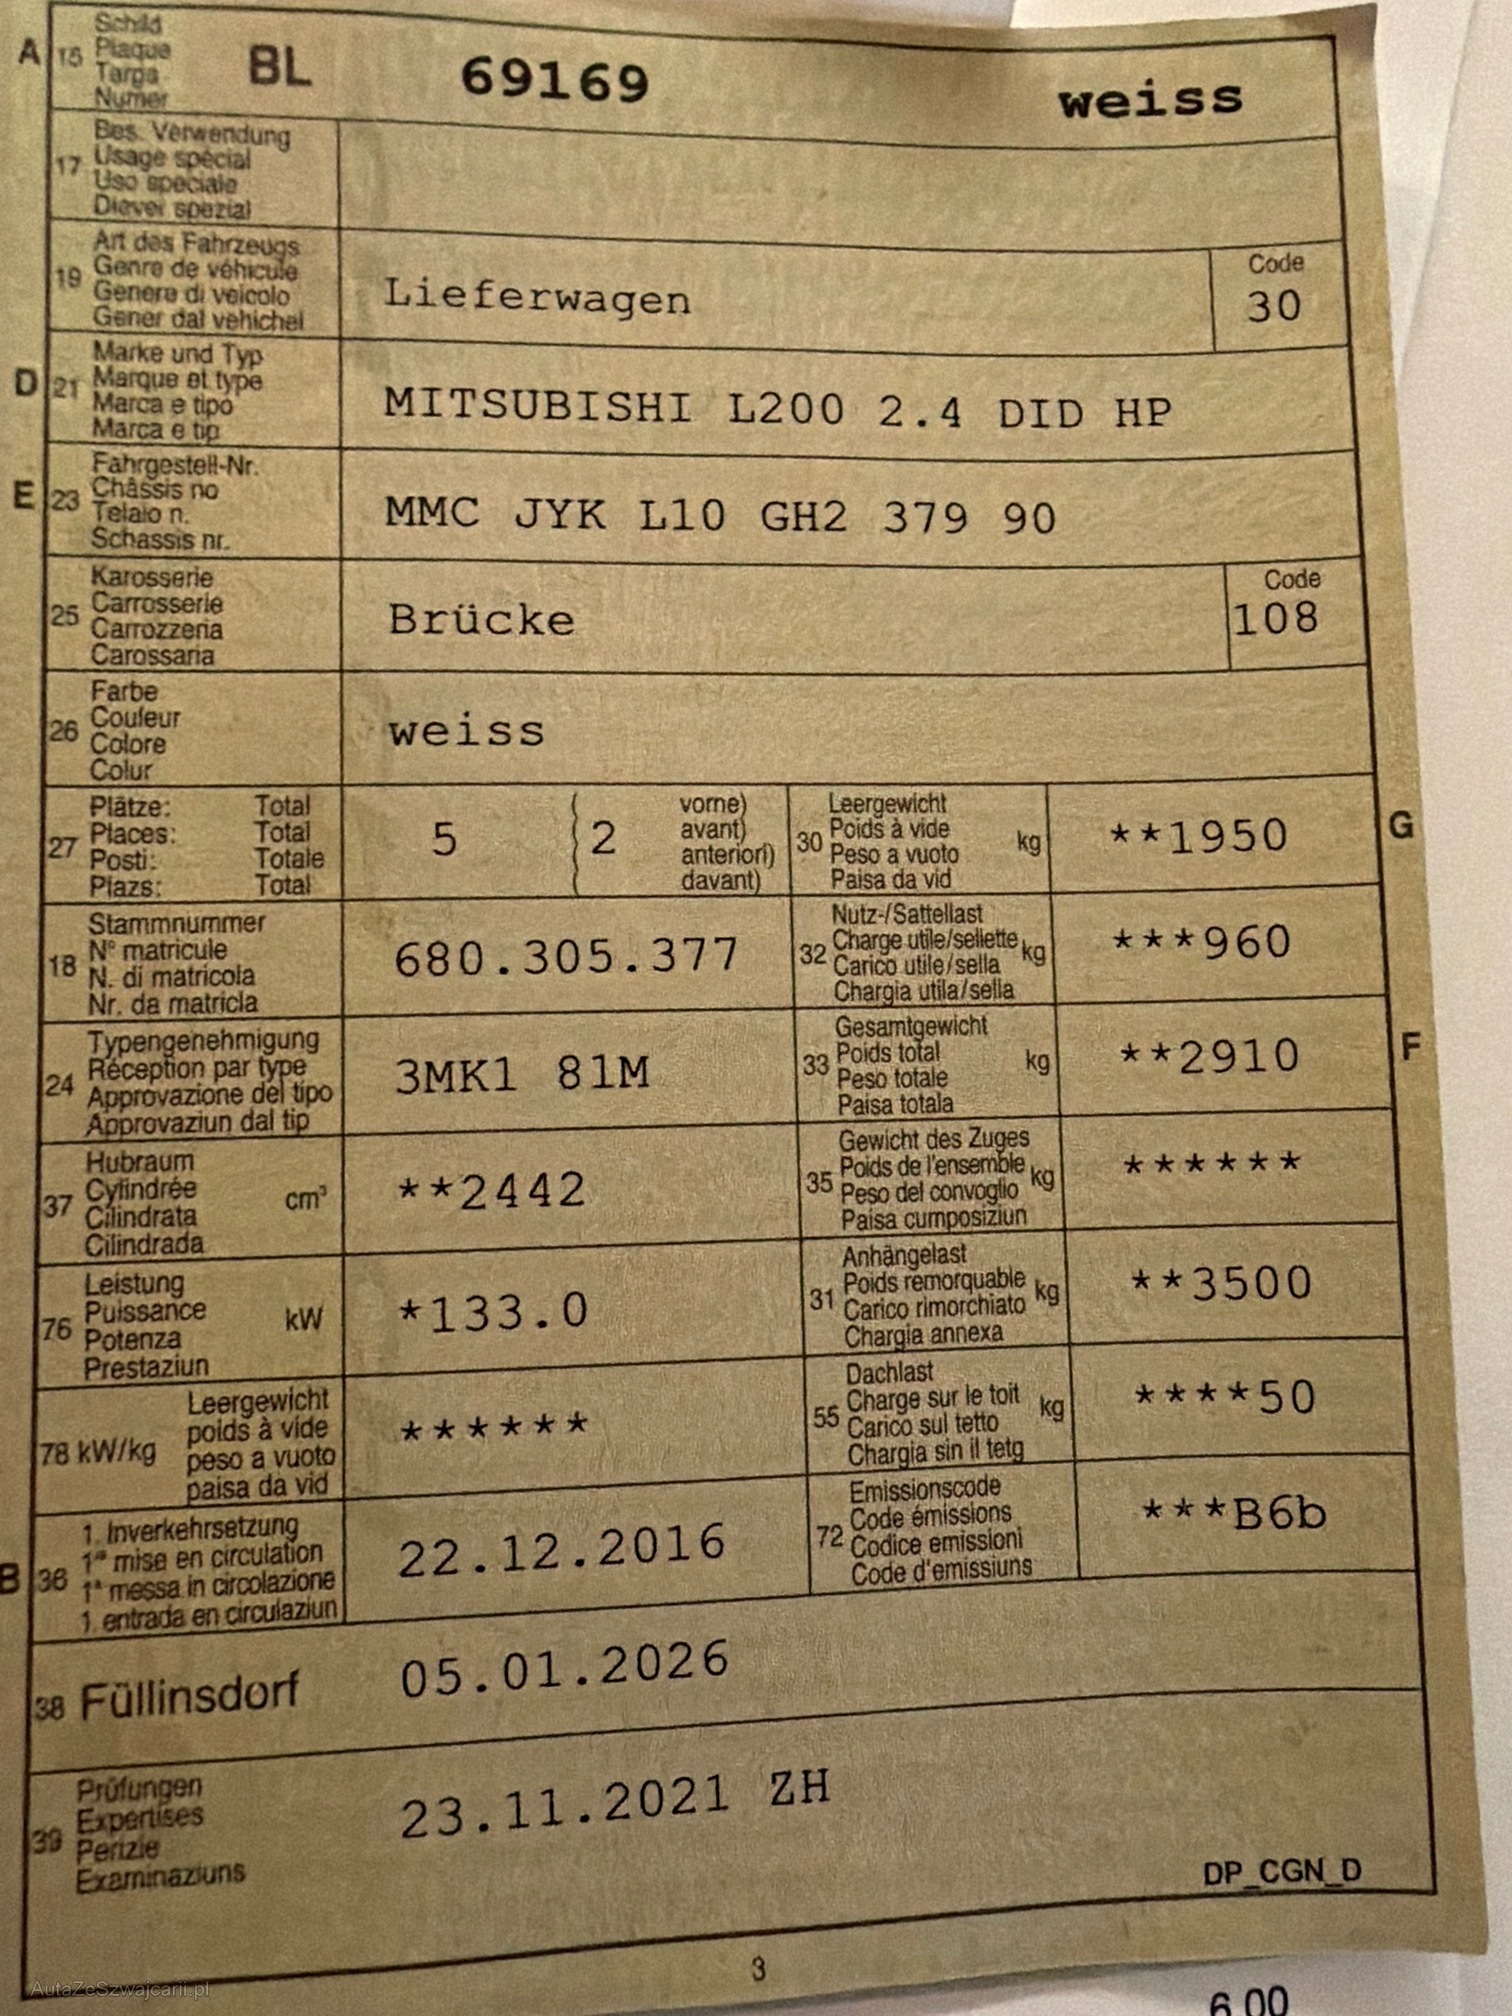 A 15 Schild
Plaque
Targa
Numer
BL 69169 weiss
17 Bes. Verwendung
Usage spécial
Uso speciale
Diever spezial
19 Art des Fahrzeugs
Genre de véhicule
Genere di veicolo
Gener dal vehichel
Lieferwagen
Code
30
D 21 Marke und Typ
Marque et type
Marca e tipo
Marca e tip
MITSUBISHI L200 2.4 DID HP
E 23 Fahrgestell-Nr.
Châssis no
Telaio n.
Schassis nr.
MMC JYK L10 GH2 379 90
25 Karosserie
Carrosserie
Carrozzeria
Carossaria
Brücke
Code
108
26 Farbe
Couleur
Colore
Colur
weiss
27 Plätze: Total
Places: Total
Posti: Totale
Plazs: Total
5 2
vorne)
avant)
anteriori)
davant)
30 Leergewicht
Poids à vide
Peso a vuoto
Paisa da vid
kg
**1950
G
18 Stammnummer
N° matricule
N. di matricola
Nr. da matricla
680.305.377
32 Nutz-/Sattellast
Charge utile/sellette
Carico utile/sella
Chargia utila/sella
kg
***960
24 Typengenehmigung
Réception par type
Approvazione del tipo
Approvaziun dal tip
3MK1 81M
33 Gesamtgewicht
Poids total
Peso totale
Paisa totala
kg
**2910
F
37 Hubraum
Cylindrée
Cilindrata
Cilindrada
cm³
**2442
35 Gewicht des Zuges
Poids de l'ensemble
Peso del convoglio
Paisa cumposiziun
kg
******
76 Leistung
Puissance
Potenza
Prestaziun
kW
*133.0
31 Anhängelast
Poids remorquable
Carico rimorchiato
Chargia annexa
kg
**3500
78 kW/kg
Leergewicht
poids à vide
peso a vuoto
paisa da vid
******
55 Dachlast
Charge sur le toit
Carico sul tetto
Chargia sin il tetg
kg
****50
B 36 1. Inverkehrsetzung
1re mise en circulation
1a messa in circolazione
1. entrada en circulaziun
22.12.2016
72 Emissionscode
Code émissions
Codice emissioni
Code d'emissiuns
***B6b
38 Füllinsdorf 05.01.2026
39 Prüfungen
Expertises
Perizie
Examinaziuns
23.11.2021 ZH
DP_CGN_D
3
AutaZeSzwajcarii.pl
6.00